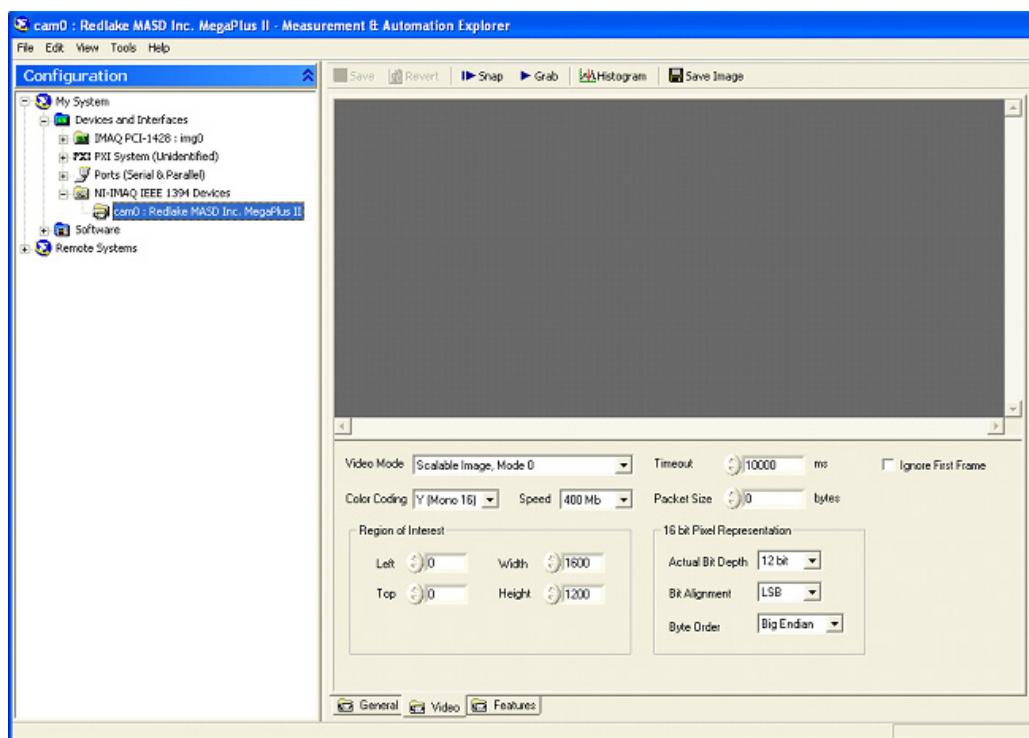 cam0 : Redlake MASD Inc. MegaPlus II - Measurement & Automation Explorer
File Edit View Tools Help
Configuration
Save Revert Snap Grab Histogram Save Image
My System
Devices and Interfaces
IMAQ PCI-1428 : img0
PXI PXI System (Unidentified)
Ports (Serial & Parallel)
NI-IMAQ IEEE 1394 Devices
cam0 : Redlake MASD Inc. MegaPlus II
Software
Remote Systems
Video Mode Scalable Image, Mode 0 Timeout 10000 ms Ignore First Frame
Color Coding Y (Mono 16) Speed 400 Mb Packet Size 0 bytes
Region of Interest 16 bit Pixel Representation
Left 0 Width 1600 Actual Bit Depth 12 bit
Top 0 Height 1200 Bit Alignment LSB
Byte Order Big Endian
General Video Features